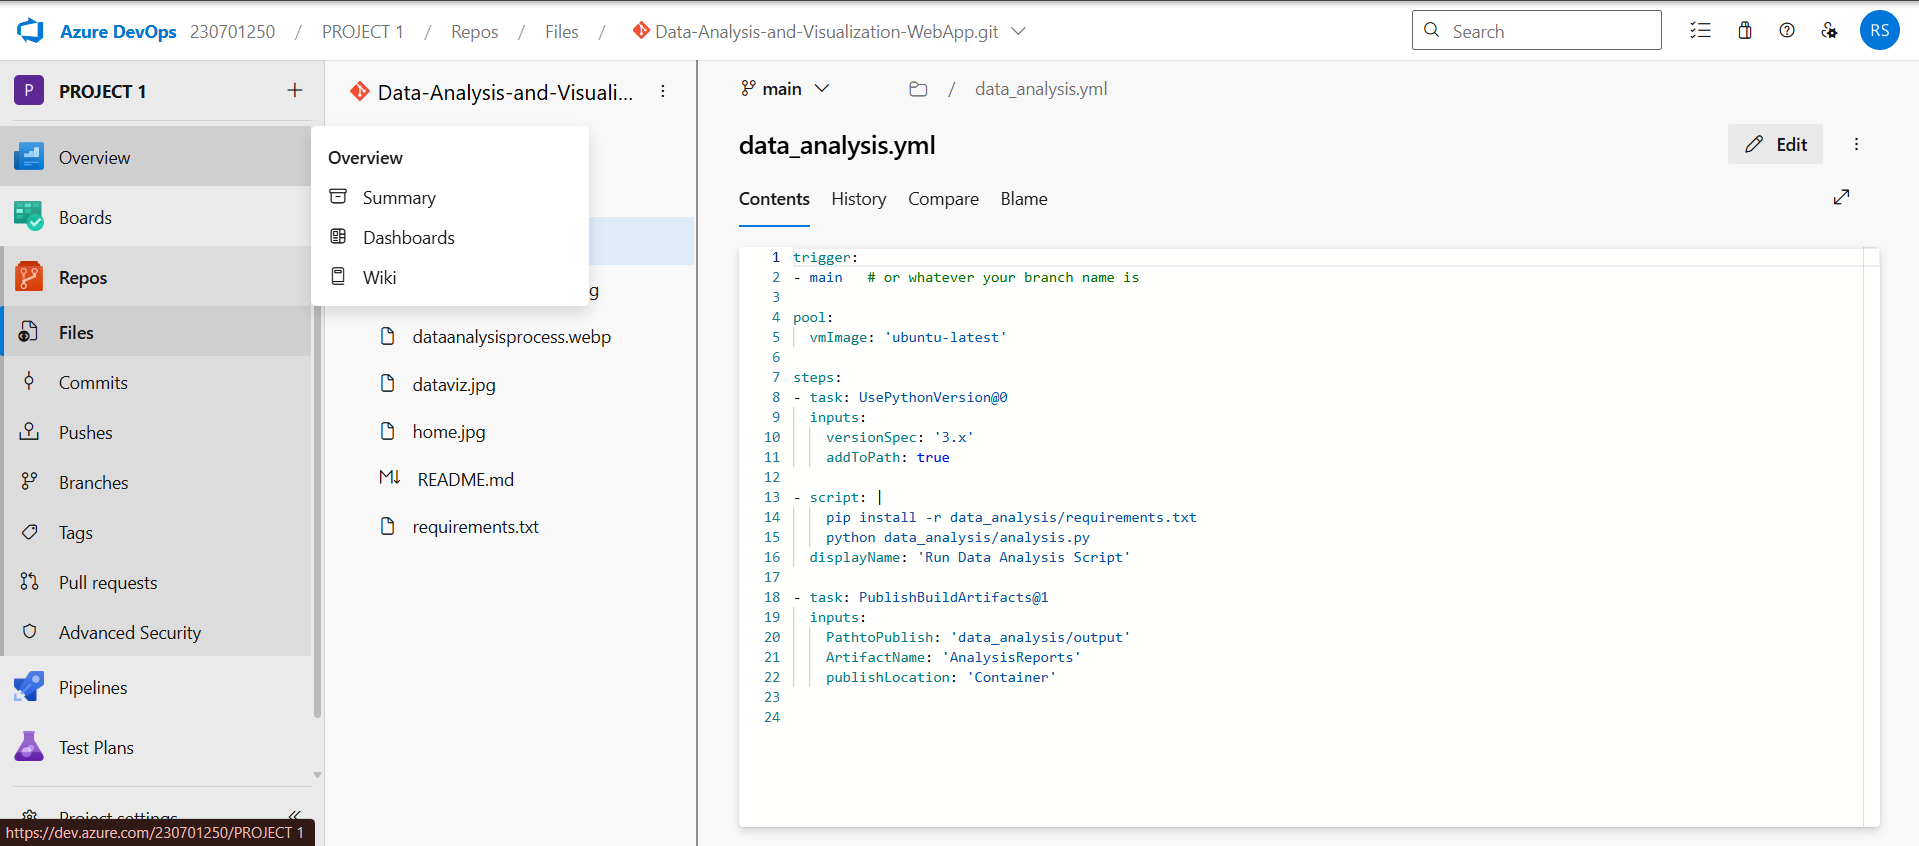 Azure DevOps 230701250 / PROJECT 1 / Repos / Files / Data-Analysis-and-Visualization-WebApp.git
Search
RS
P PROJECT 1 +
Overview
Boards
Repos
Files
Commits
Pushes
Branches
Tags
Pull requests
Advanced Security
Pipelines
Test Plans
Project settings
https://dev.azure.com/230701250/PROJECT 1
Data-Analysis-and-Visuali...
Overview
Summary
Dashboards
Wiki
g
dataanalysisprocess.webp
dataviz.jpg
home.jpg
M↓ README.md
requirements.txt
main / data_analysis.yml
data_analysis.yml
Edit
Contents History Compare Blame
1 trigger:
2 - main   # or whatever your branch name is
3
4 pool:
5   vmImage: 'ubuntu-latest'
6
7 steps:
8 - task: UsePythonVersion@0
9   inputs:
10     versionSpec: '3.x'
11     addToPath: true
12
13 - script: |
14     pip install -r data_analysis/requirements.txt
15     python data_analysis/analysis.py
16   displayName: 'Run Data Analysis Script'
17
18 - task: PublishBuildArtifacts@1
19   inputs:
20     PathtoPublish: 'data_analysis/output'
21     ArtifactName: 'AnalysisReports'
22     publishLocation: 'Container'
23
24